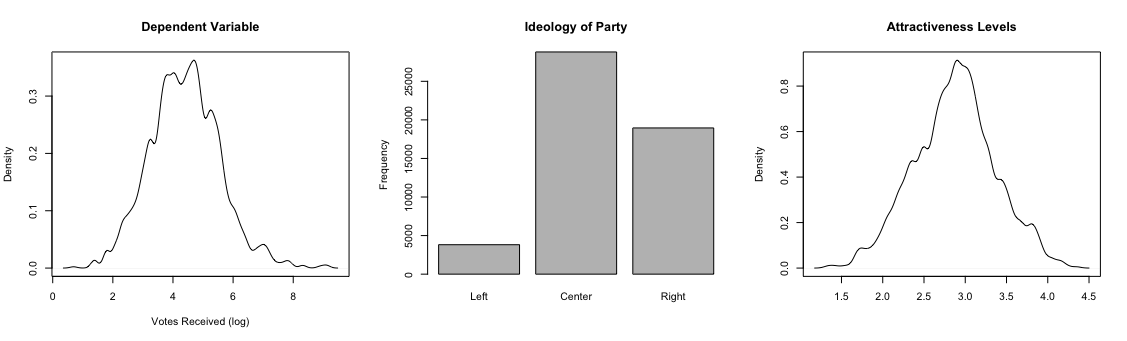 Dependent Variable
Density
0.0
0.1
0.2
0.3
0 2 4 6 8
Votes Received (log)
Ideology of Party
Frequency
0
5000
10000
15000
20000
25000
Left Center Right
Attractiveness Levels
Density
0.0
0.2
0.4
0.6
0.8
1.5 2.0 2.5 3.0 3.5 4.0 4.5